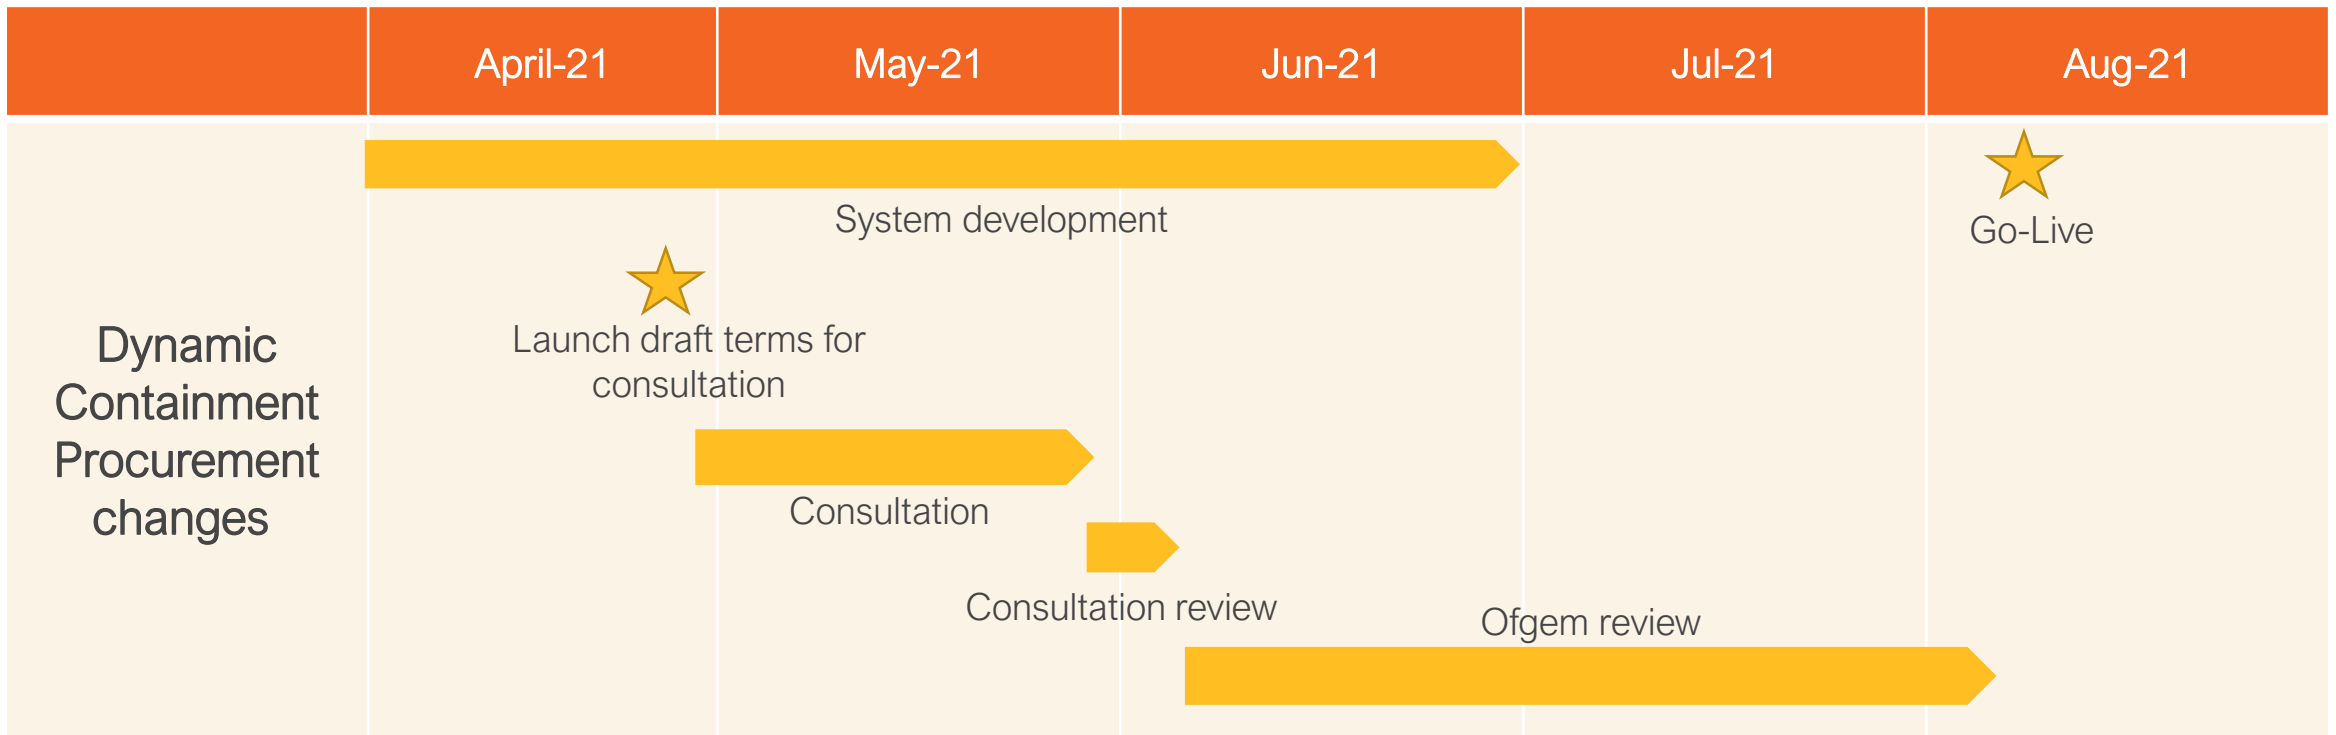 April-21
May-21
Jun-21
Jul-21
Aug-21
System development
Go-Live
Launch draft terms for
consultation
Dynamic
Containment
Procurement
changes
Consultation
Consultation review
Ofgem review